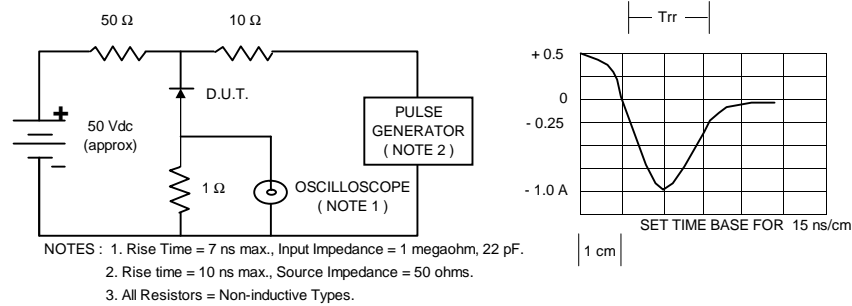 50 Ω
10 Ω
D.U.T.
+
50 Vdc
(approx)
−
1 Ω
PULSE
GENERATOR
( NOTE 2 )
OSCILLOSCOPE
( NOTE 1 )
Trr
+ 0.5
0
- 0.25
- 1.0 A
SET TIME BASE FOR 15 ns/cm
1 cm
NOTES : 1. Rise Time = 7 ns max., Input Impedance = 1 megaohm, 22 pF.
2. Rise time = 10 ns max., Source Impedance = 50 ohms.
3. All Resistors = Non-inductive Types.